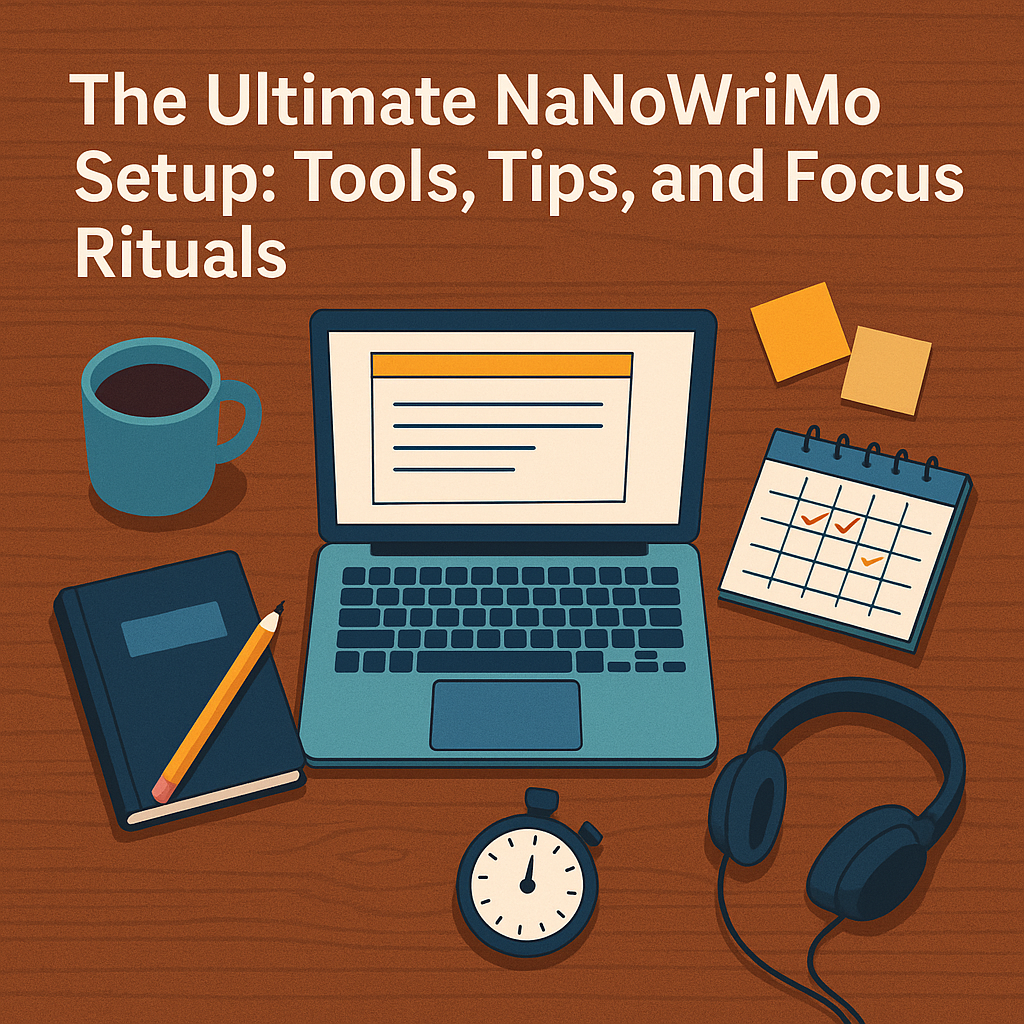 The Ultimate NaNoWriMo
Setup: Tools, Tips, and Focus
Rituals